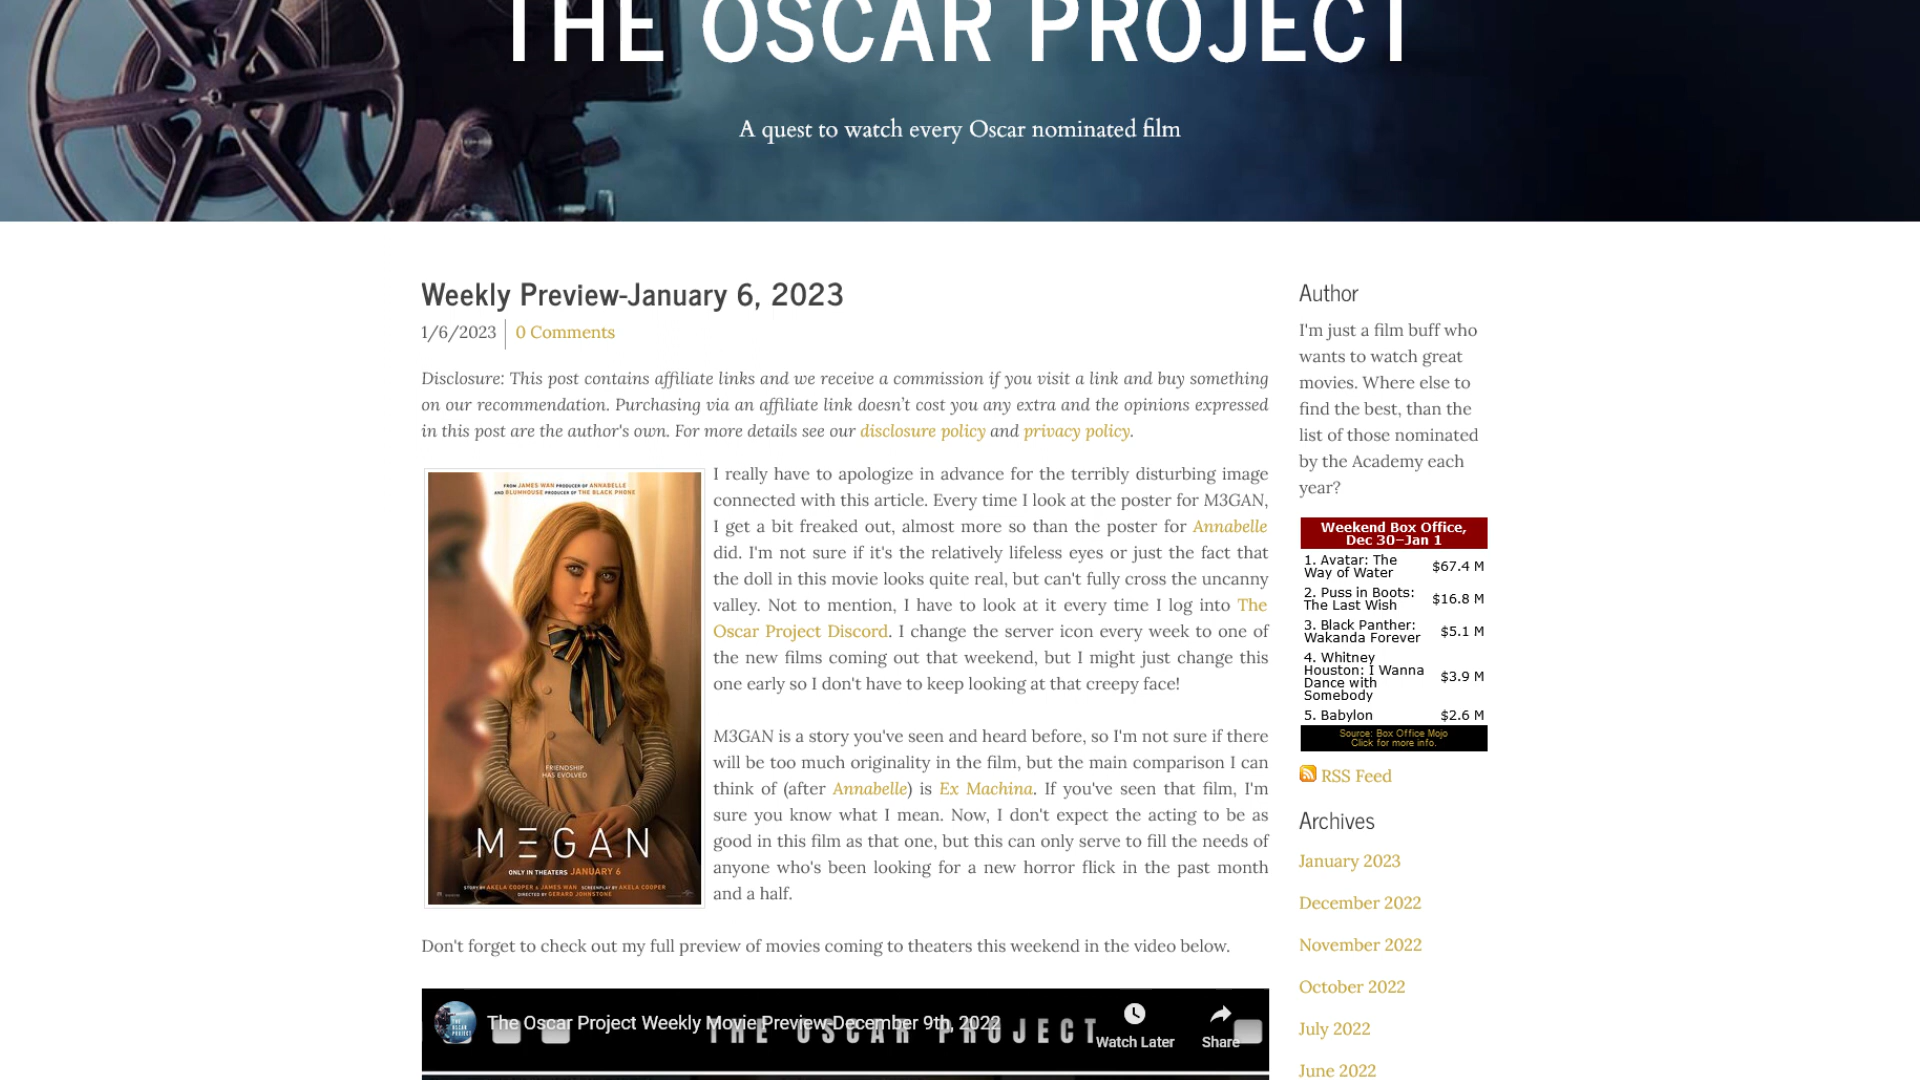 THE OSCAR PROJECT
A quest to watch every Oscar nominated film
Weekly Preview-January 6, 2023
1/6/2023
0 Comments
Disclosure: This post contains affiliate links and we receive a commission if you visit a link and buy something
on our recommendation. Purchasing via an affiliate link doesn’t cost you any extra and the opinions expressed
in this post are the author's own. For more details see our disclosure policy and privacy policy.
FROM JAMES WAN PRODUCER OF ANNABELLE
AND BLUMHOUSE PRODUCER OF THE BLACK PHONE
FRIENDSHIP
HAS EVOLVED
M3GAN
ONLY IN THEATERS JANUARY 6
STORY BY AKELA COOPER & JAMES WAN SCREENPLAY BY AKELA COOPER
DIRECTED BY GERARD JOHNSTONE
I really have to apologize in advance for the terribly disturbing image
connected with this article. Every time I look at the poster for M3GAN,
I get a bit freaked out, almost more so than the poster for Annabelle
did. I'm not sure if it's the relatively lifeless eyes or just the fact that
the doll in this movie looks quite real, but can't fully cross the uncanny
valley. Not to mention, I have to look at it every time I log into The
Oscar Project Discord. I change the server icon every week to one of
the new films coming out that weekend, but I might just change this
one early so I don't have to keep looking at that creepy face!
M3GAN is a story you've seen and heard before, so I'm not sure if there
will be too much originality in the film, but the main comparison I can
think of (after Annabelle) is Ex Machina. If you've seen that film, I'm
sure you know what I mean. Now, I don't expect the acting to be as
good in this film as that one, but this can only serve to fill the needs of
anyone who's been looking for a new horror flick in the past month
and a half.
Don't forget to check out my full preview of movies coming to theaters this weekend in the video below.
The Oscar Project Weekly Movie Preview-December 9th, 2022
THE OSCAR PROJECT
Watch Later
Share
Author
I'm just a film buff who
wants to watch great
movies. Where else to
find the best, than the
list of those nominated
by the Academy each
year?
Weekend Box Office,
Dec 30–Jan 1
1. Avatar: The
Way of Water $67.4 M
2. Puss in Boots:
The Last Wish $16.8 M
3. Black Panther:
Wakanda Forever $5.1 M
4. Whitney
Houston: I Wanna
Dance with
Somebody $3.9 M
5. Babylon $2.6 M
Source: Box Office Mojo
Click for more info.
RSS Feed
Archives
January 2023
December 2022
November 2022
October 2022
July 2022
June 2022